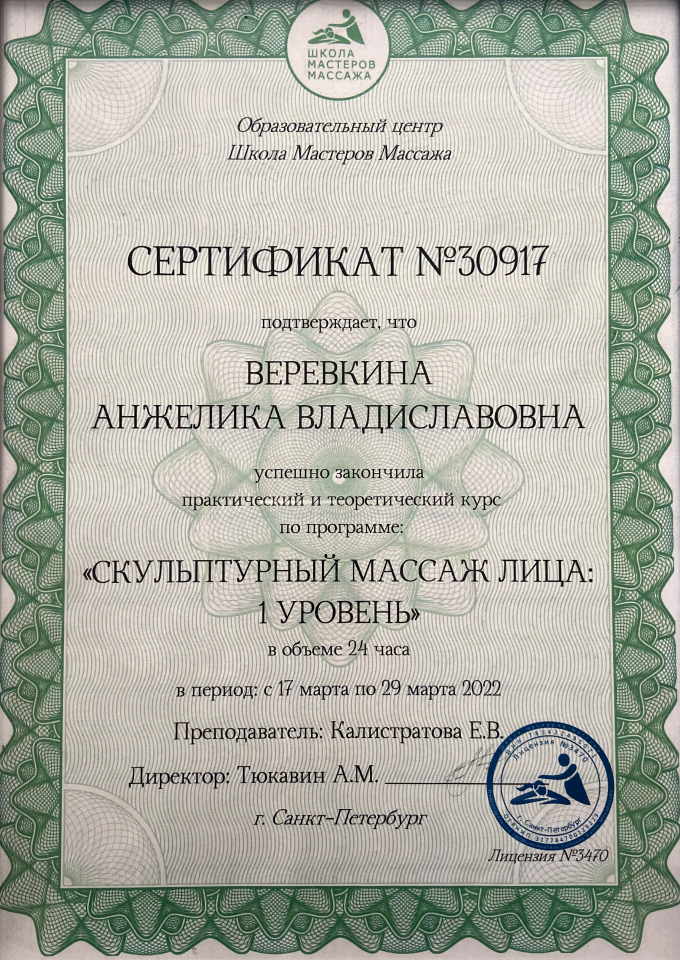 ШКОЛА
МАСТЕРОВ
МАССАЖА
Образовательный центр
Школа Мастеров Массажа
СЕРТИФИКАТ №30917
подтверждает, что
ВЕРЕВКИНА
АНЖЕЛИКА ВЛАДИСЛАВОВНА
успешно закончила
практический и теоретический курс
по программе:
«СКУЛЬПТУРНЫЙ МАССАЖ ЛИЦА:
1 УРОВЕНЬ»
в объеме 24 часа
в период: с 17 марта по 29 марта 2022
Преподаватель: Калистратова Е.В.
Директор: Тюкавин А.М.
г. Санкт-Петербург
ИНН
Лицензия №3470
г. Санкт-Петербург
Лицензия №3470